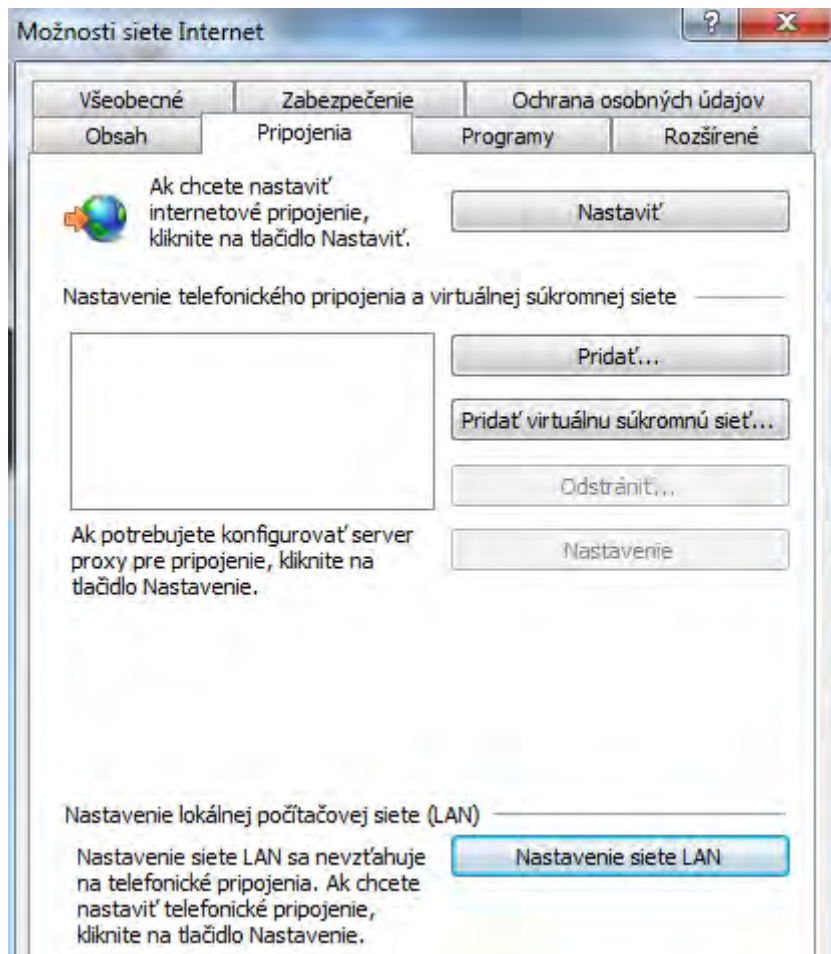 Možnosti siete Internet
?
X
Všeobecné
Zabezpečenie
Ochrana osobných údajov
Obsah
Pripojenia
Programy
Rozšírené
Ak chcete nastaviť
internetové pripojenie,
kliknite na tlačidlo Nastaviť.
Nastaviť
Nastavenie telefonického pripojenia a virtuálnej súkromnej siete
Pridať...
Pridať virtuálnu súkromnú sieť...
Odstrániť...
Ak potrebujete konfigurovať server
proxy pre pripojenie, kliknite na
tlačidlo Nastavenie.
Nastavenie
Nastavenie lokálnej počítačovej siete (LAN)
Nastavenie siete LAN sa nevzťahuje
na telefonické pripojenia. Ak chcete
nastaviť telefonické pripojenie,
kliknite na tlačidlo Nastavenie.
Nastavenie siete LAN